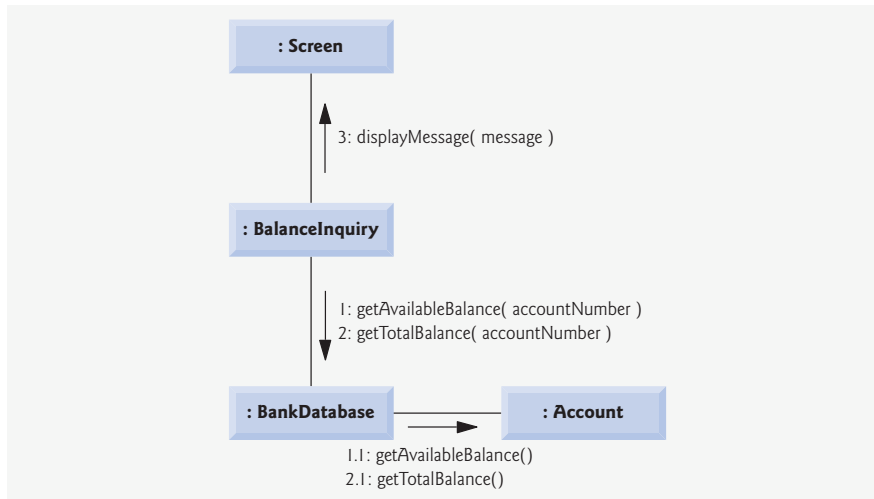 : Screen
3: displayMessage( message )
: BalanceInquiry
1: getAvailableBalance( accountNumber )
2: getTotalBalance( accountNumber )
: BankDatabase
: Account
1.1: getAvailableBalance()
2.1: getTotalBalance()